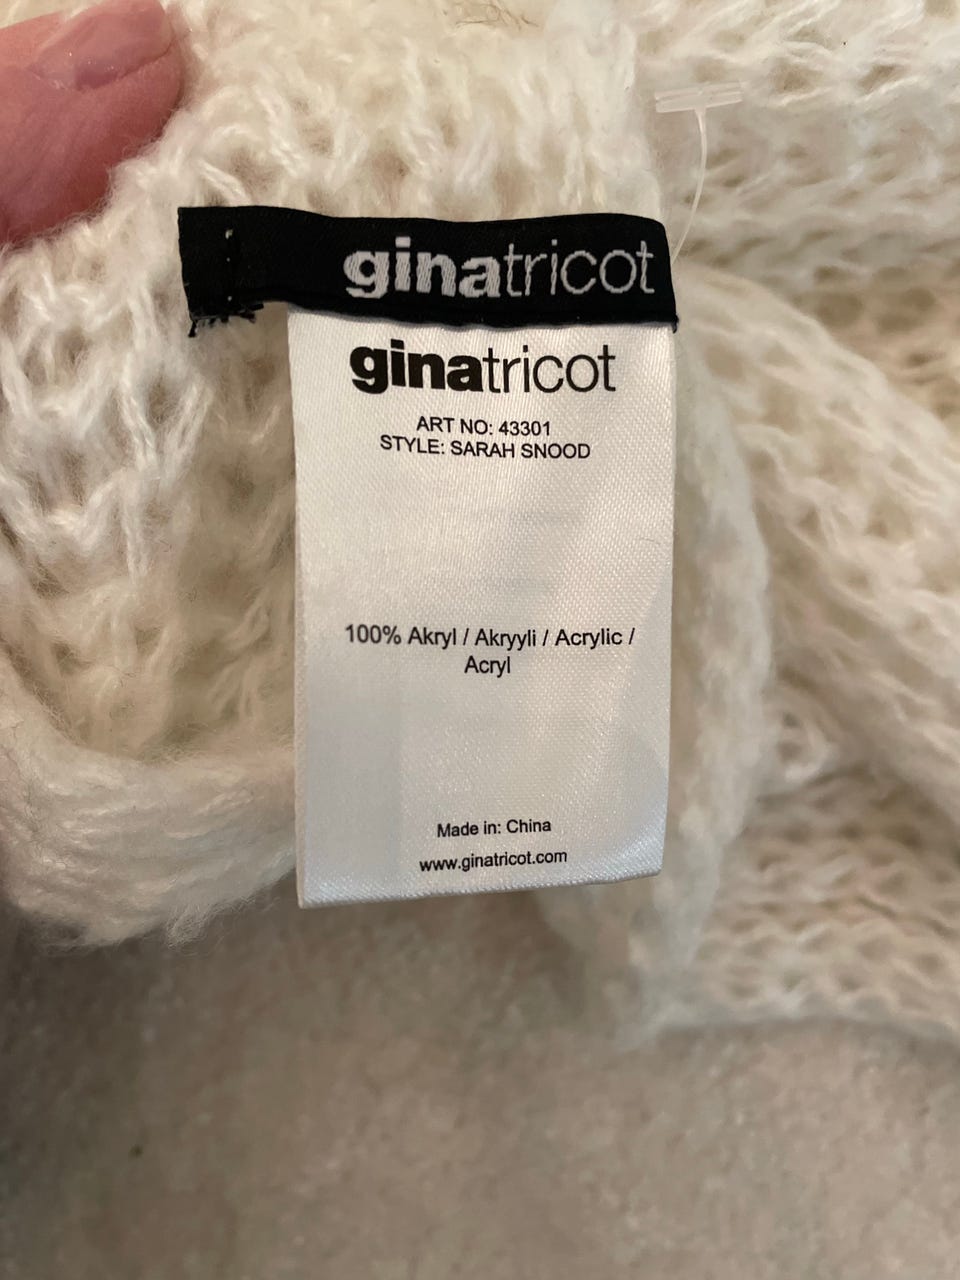 ginatricot
ginatricot
ART NO: 43301
STYLE: SARAH SNOOD
100% Akryl / Akryyli / Acrylic /
Acryl
Made in: China
www.ginatricot.com